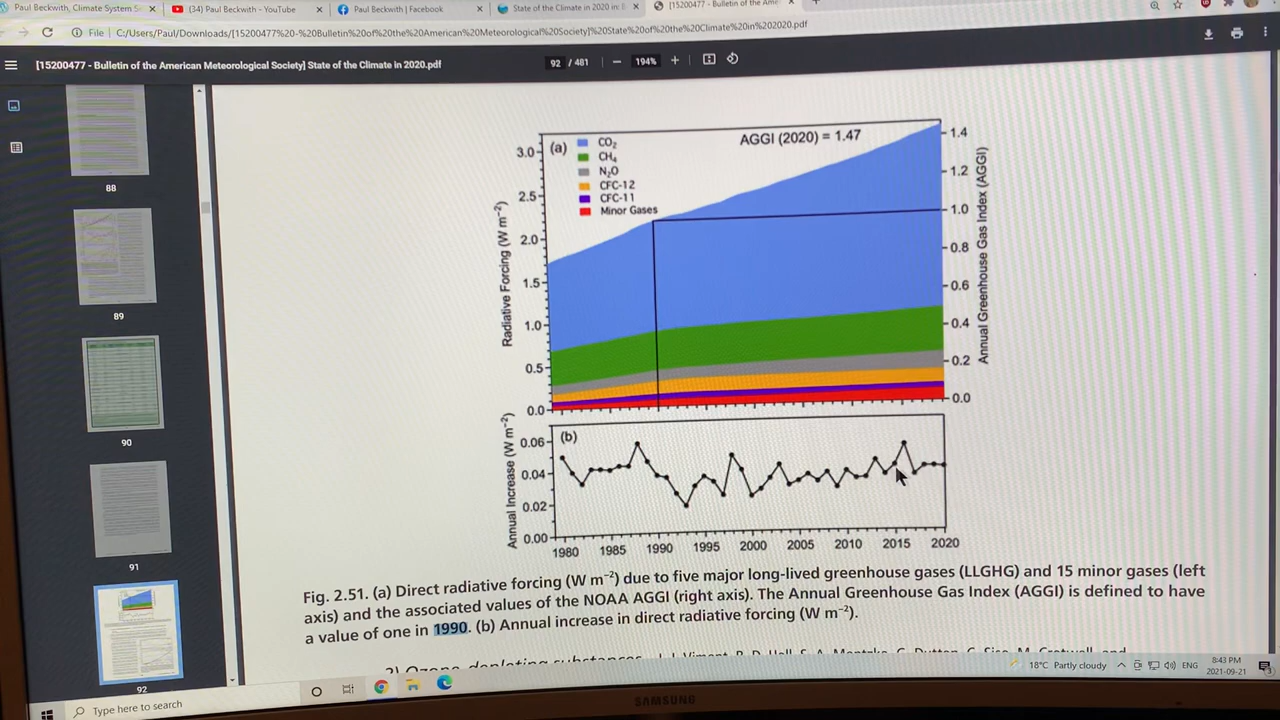 Paul Beckwith, Climate System S
(34) Paul Beckwith - YouTube
Paul Beckwith | Facebook
State of the Climate in 2020 in:
[15200477 - Bulletin of the Ame
File | C:/Users/Paul/Downloads/[15200477%20-%20Bulletin%20of%20the%20American%20Meteorological%20Society]%20State%20of%20the%20Climate%20in%202020.pdf
[15200477 - Bulletin of the American Meteorological Society] State of the Climate in 2020.pdf
92 / 481
194%
88
89
90
91
92
(a)
AGGI (2020) = 1.47
CO₂
CH₄
N₂O
CFC-12
CFC-11
Minor Gases
Radiative Forcing (W m⁻²)
3.0
2.5
2.0
1.5
1.0
0.5
0.0
Annual Greenhouse Gas Index (AGGI)
1.4
1.2
1.0
0.8
0.6
0.4
0.2
0.0
(b)
Annual Increase (W m⁻²)
0.06
0.04
0.02
0.00
1980 1985 1990 1995 2000 2005 2010 2015 2020
Fig. 2.51. (a) Direct radiative forcing (W m⁻²) due to five major long-lived greenhouse gases (LLGHG) and 15 minor gases (left
axis) and the associated values of the NOAA AGGI (right axis). The Annual Greenhouse Gas Index (AGGI) is defined to have
a value of one in 1990. (b) Annual increase in direct radiative forcing (W m⁻²).
2) Ozone depleting substances
18°C Partly cloudy
ENG
8:43 PM
2021-09-21
Type here to search
SAMSUNG